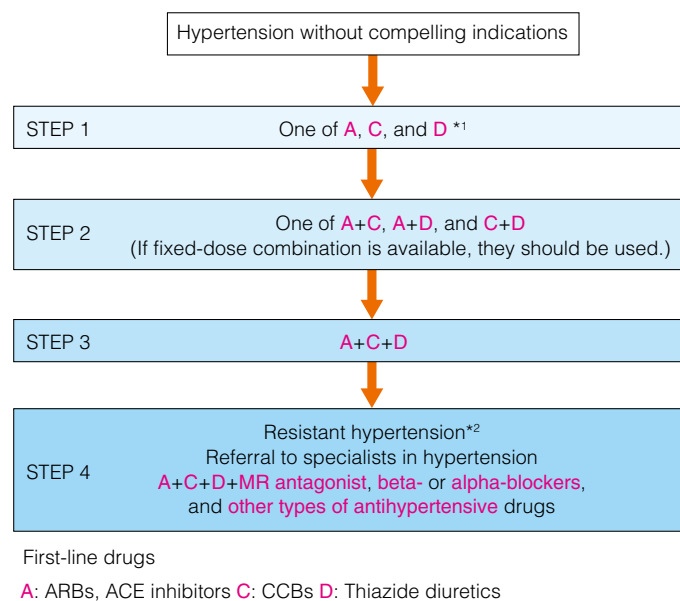 Hypertension without compelling indications
STEP 1
One of A, C, and D *1
STEP 2
One of A+C, A+D, and C+D
(If fixed-dose combination is available, they should be used.)
STEP 3
A+C+D
STEP 4
Resistant hypertension*2
Referral to specialists in hypertension
A+C+D+MR antagonist, beta- or alpha-blockers,
and other types of antihypertensive drugs
First-line drugs
A: ARBs, ACE inhibitors C: CCBs D: Thiazide diuretics